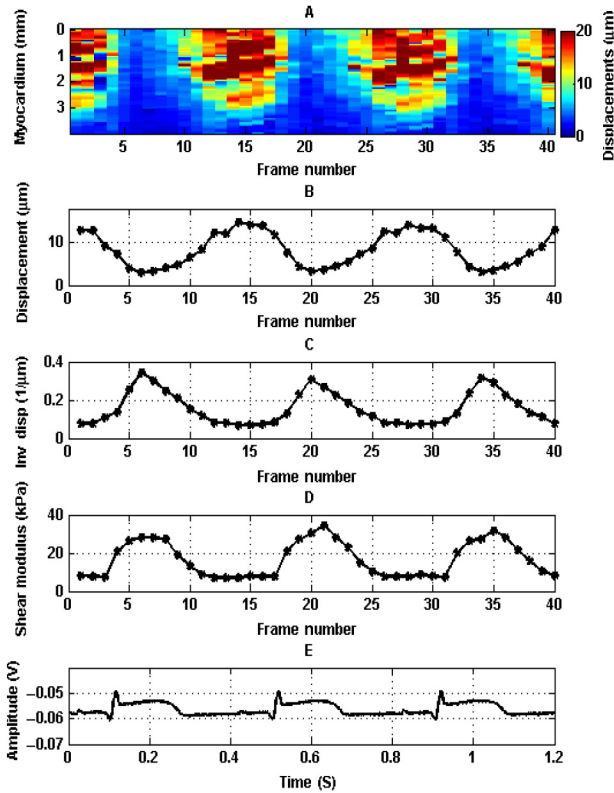 A
Myocardium (mm)
0
1
2
3
5 10 15 20 25 30 35 40
Frame number
20
10
0
Displacements (µm)
B
Displacement (µm)
10
0
0 5 10 15 20 25 30 35 40
Frame number
C
Inv disp (1/µm)
0.4
0.2
0
0 5 10 15 20 25 30 35 40
Frame number
D
Shear modulus (kPa)
40
20
0
0 5 10 15 20 25 30 35 40
Frame number
E
Amplitude (V)
−0.05
−0.06
−0.07
0 0.2 0.4 0.6 0.8 1 1.2
Time (S)